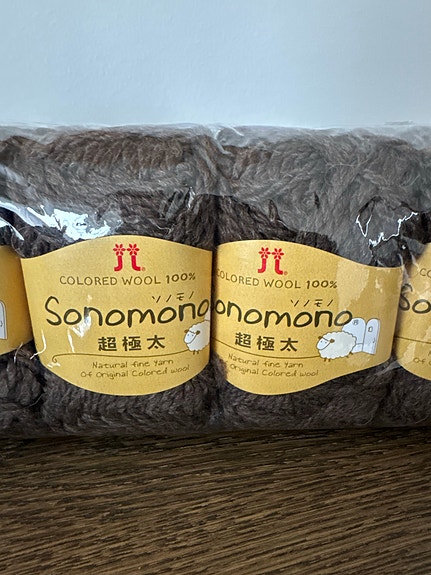 COLORED WOOL 100%
ソノモノ
Sonomono
超極太
Natural fine Yarn
Of Original Colored wool
COLORED WOOL 100%
ソノモノ
onomono
超極太
Natural fine Yarn
Of Original Colored wool
So